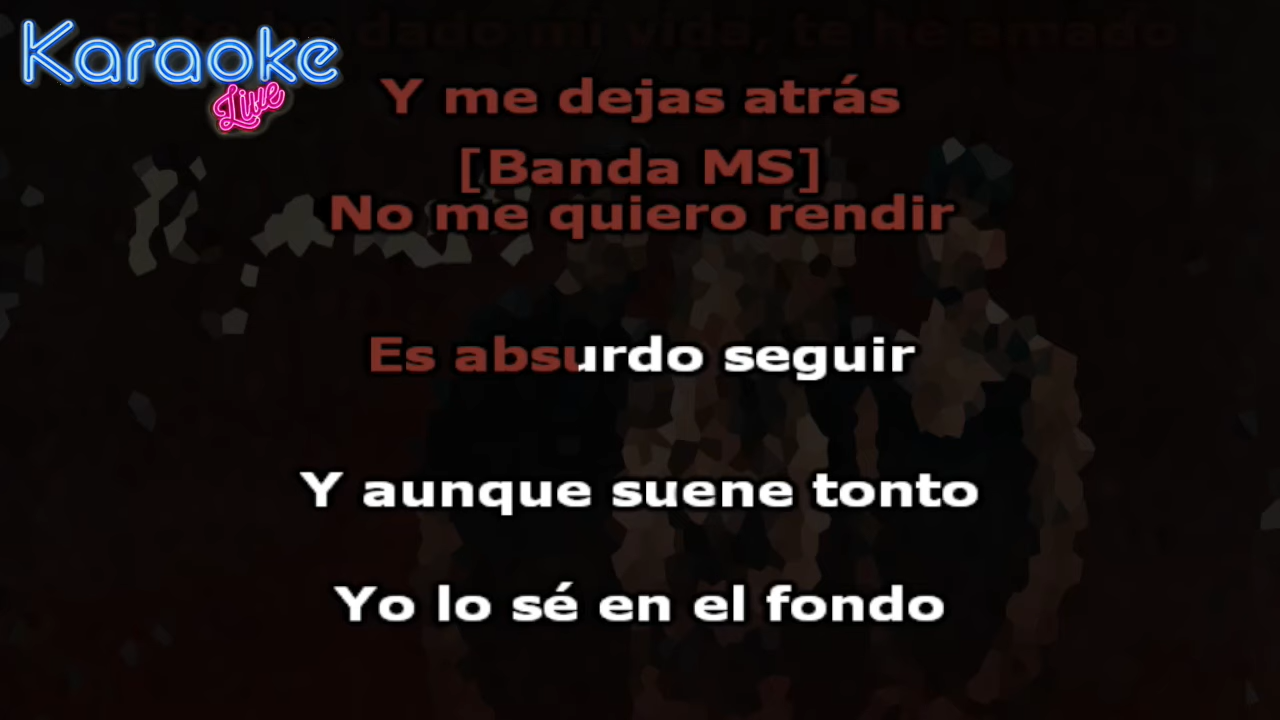 Si te he dado mi vida, te he amado
Karaoke
Live
Y me dejas atrás
[Banda MS]
No me quiero rendir
Es absurdo seguir
Y aunque suene tonto
Yo lo sé en el fondo